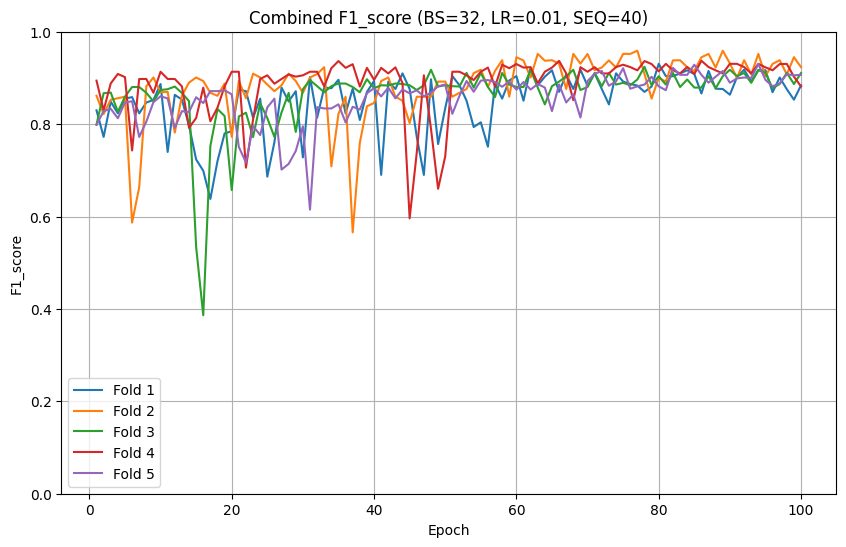 Combined F1_score (BS=32, LR=0.01, SEQ=40)
1.0
0.8
0.6
0.4
0.2
0.0
F1_score
Fold 1
Fold 2
Fold 3
Fold 4
Fold 5
0 20 40 60 80 100
Epoch